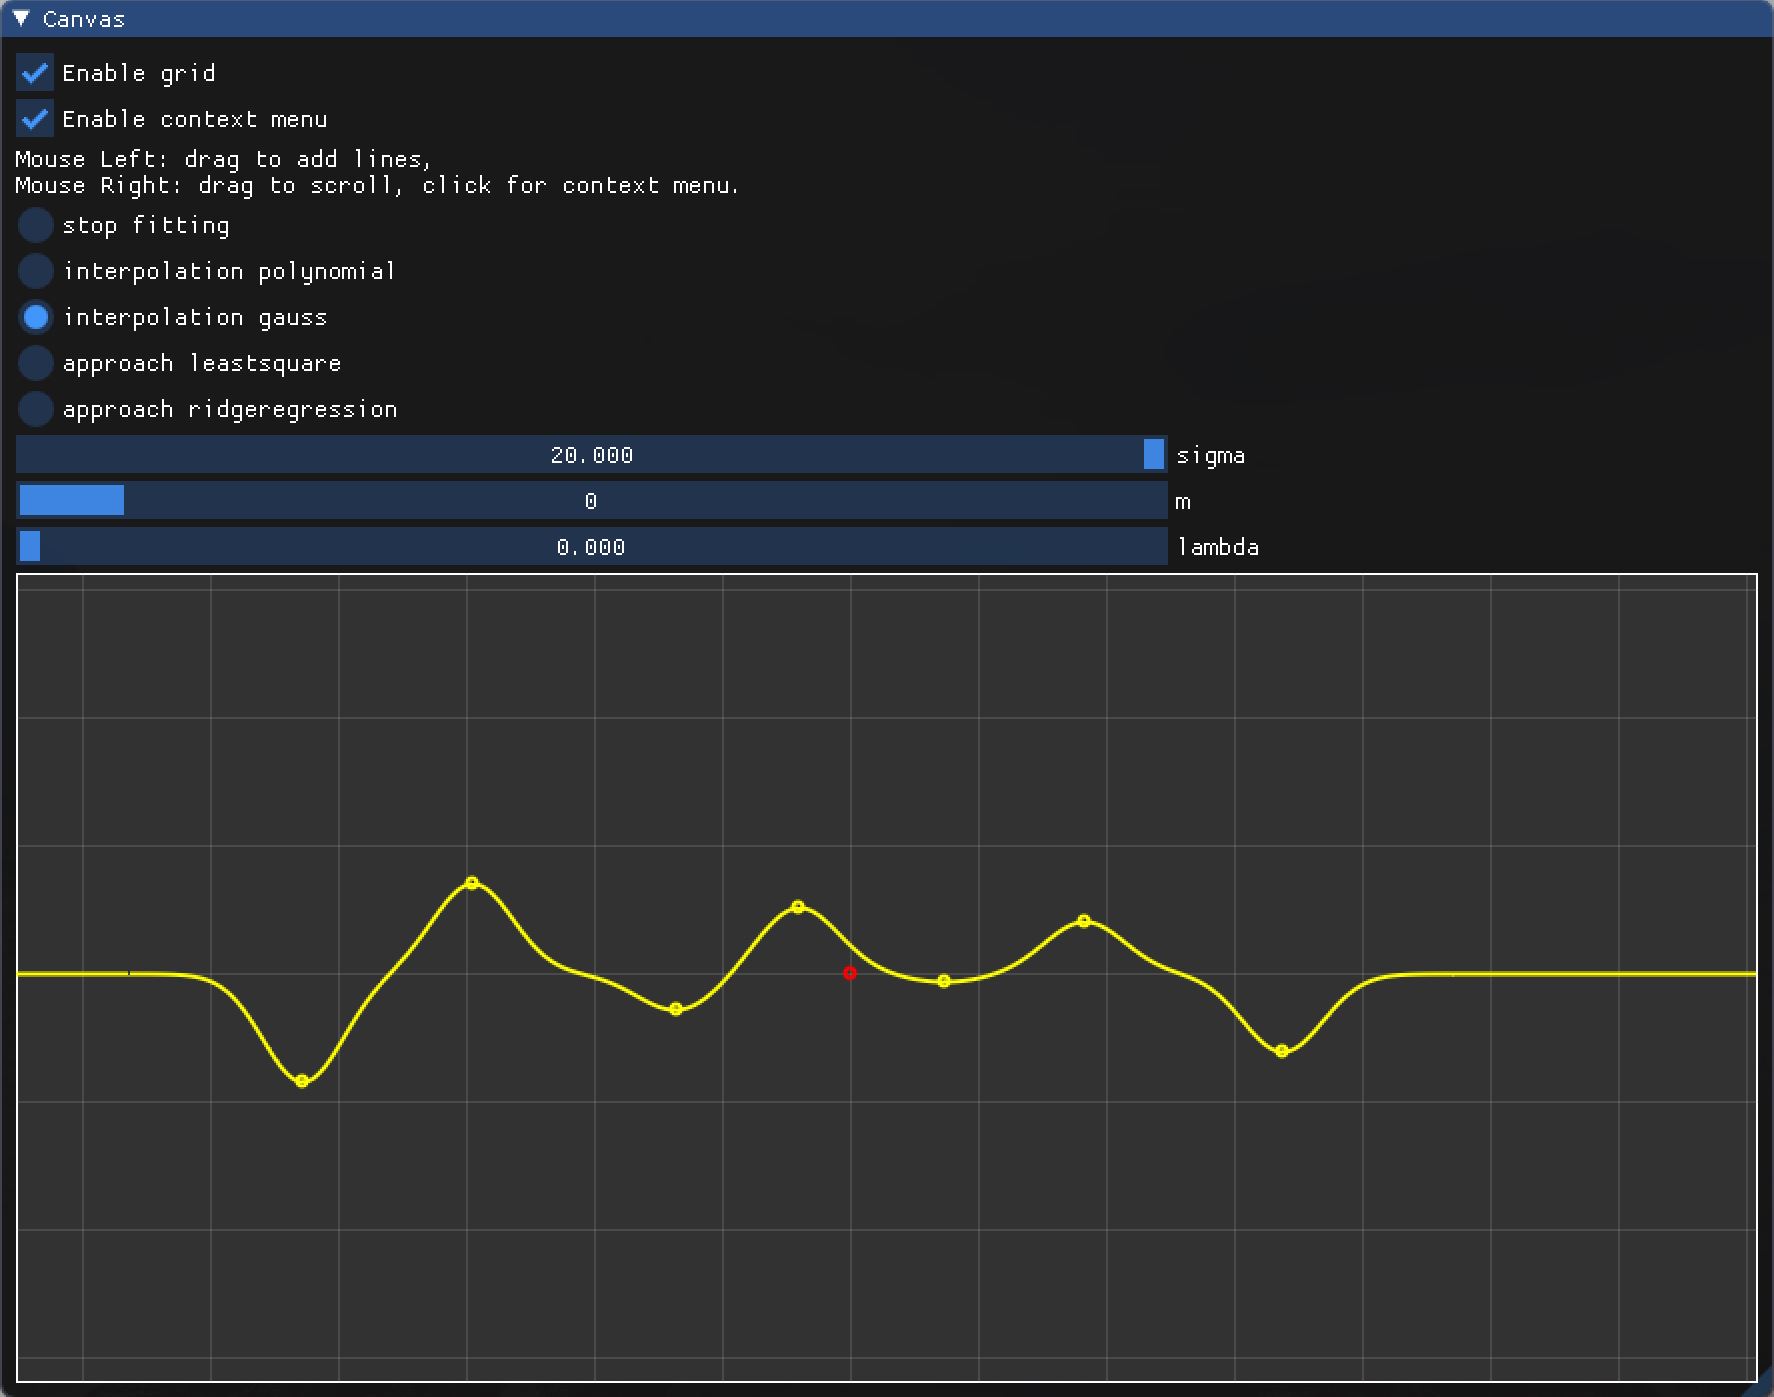 Canvas
Enable grid
Enable context menu
Mouse Left: drag to add lines,
Mouse Right: drag to scroll, click for context menu.
stop fitting
interpolation polynomial
interpolation gauss
approach leastsquare
approach ridgeregression
20.000 sigma
0 m
0.000 lambda